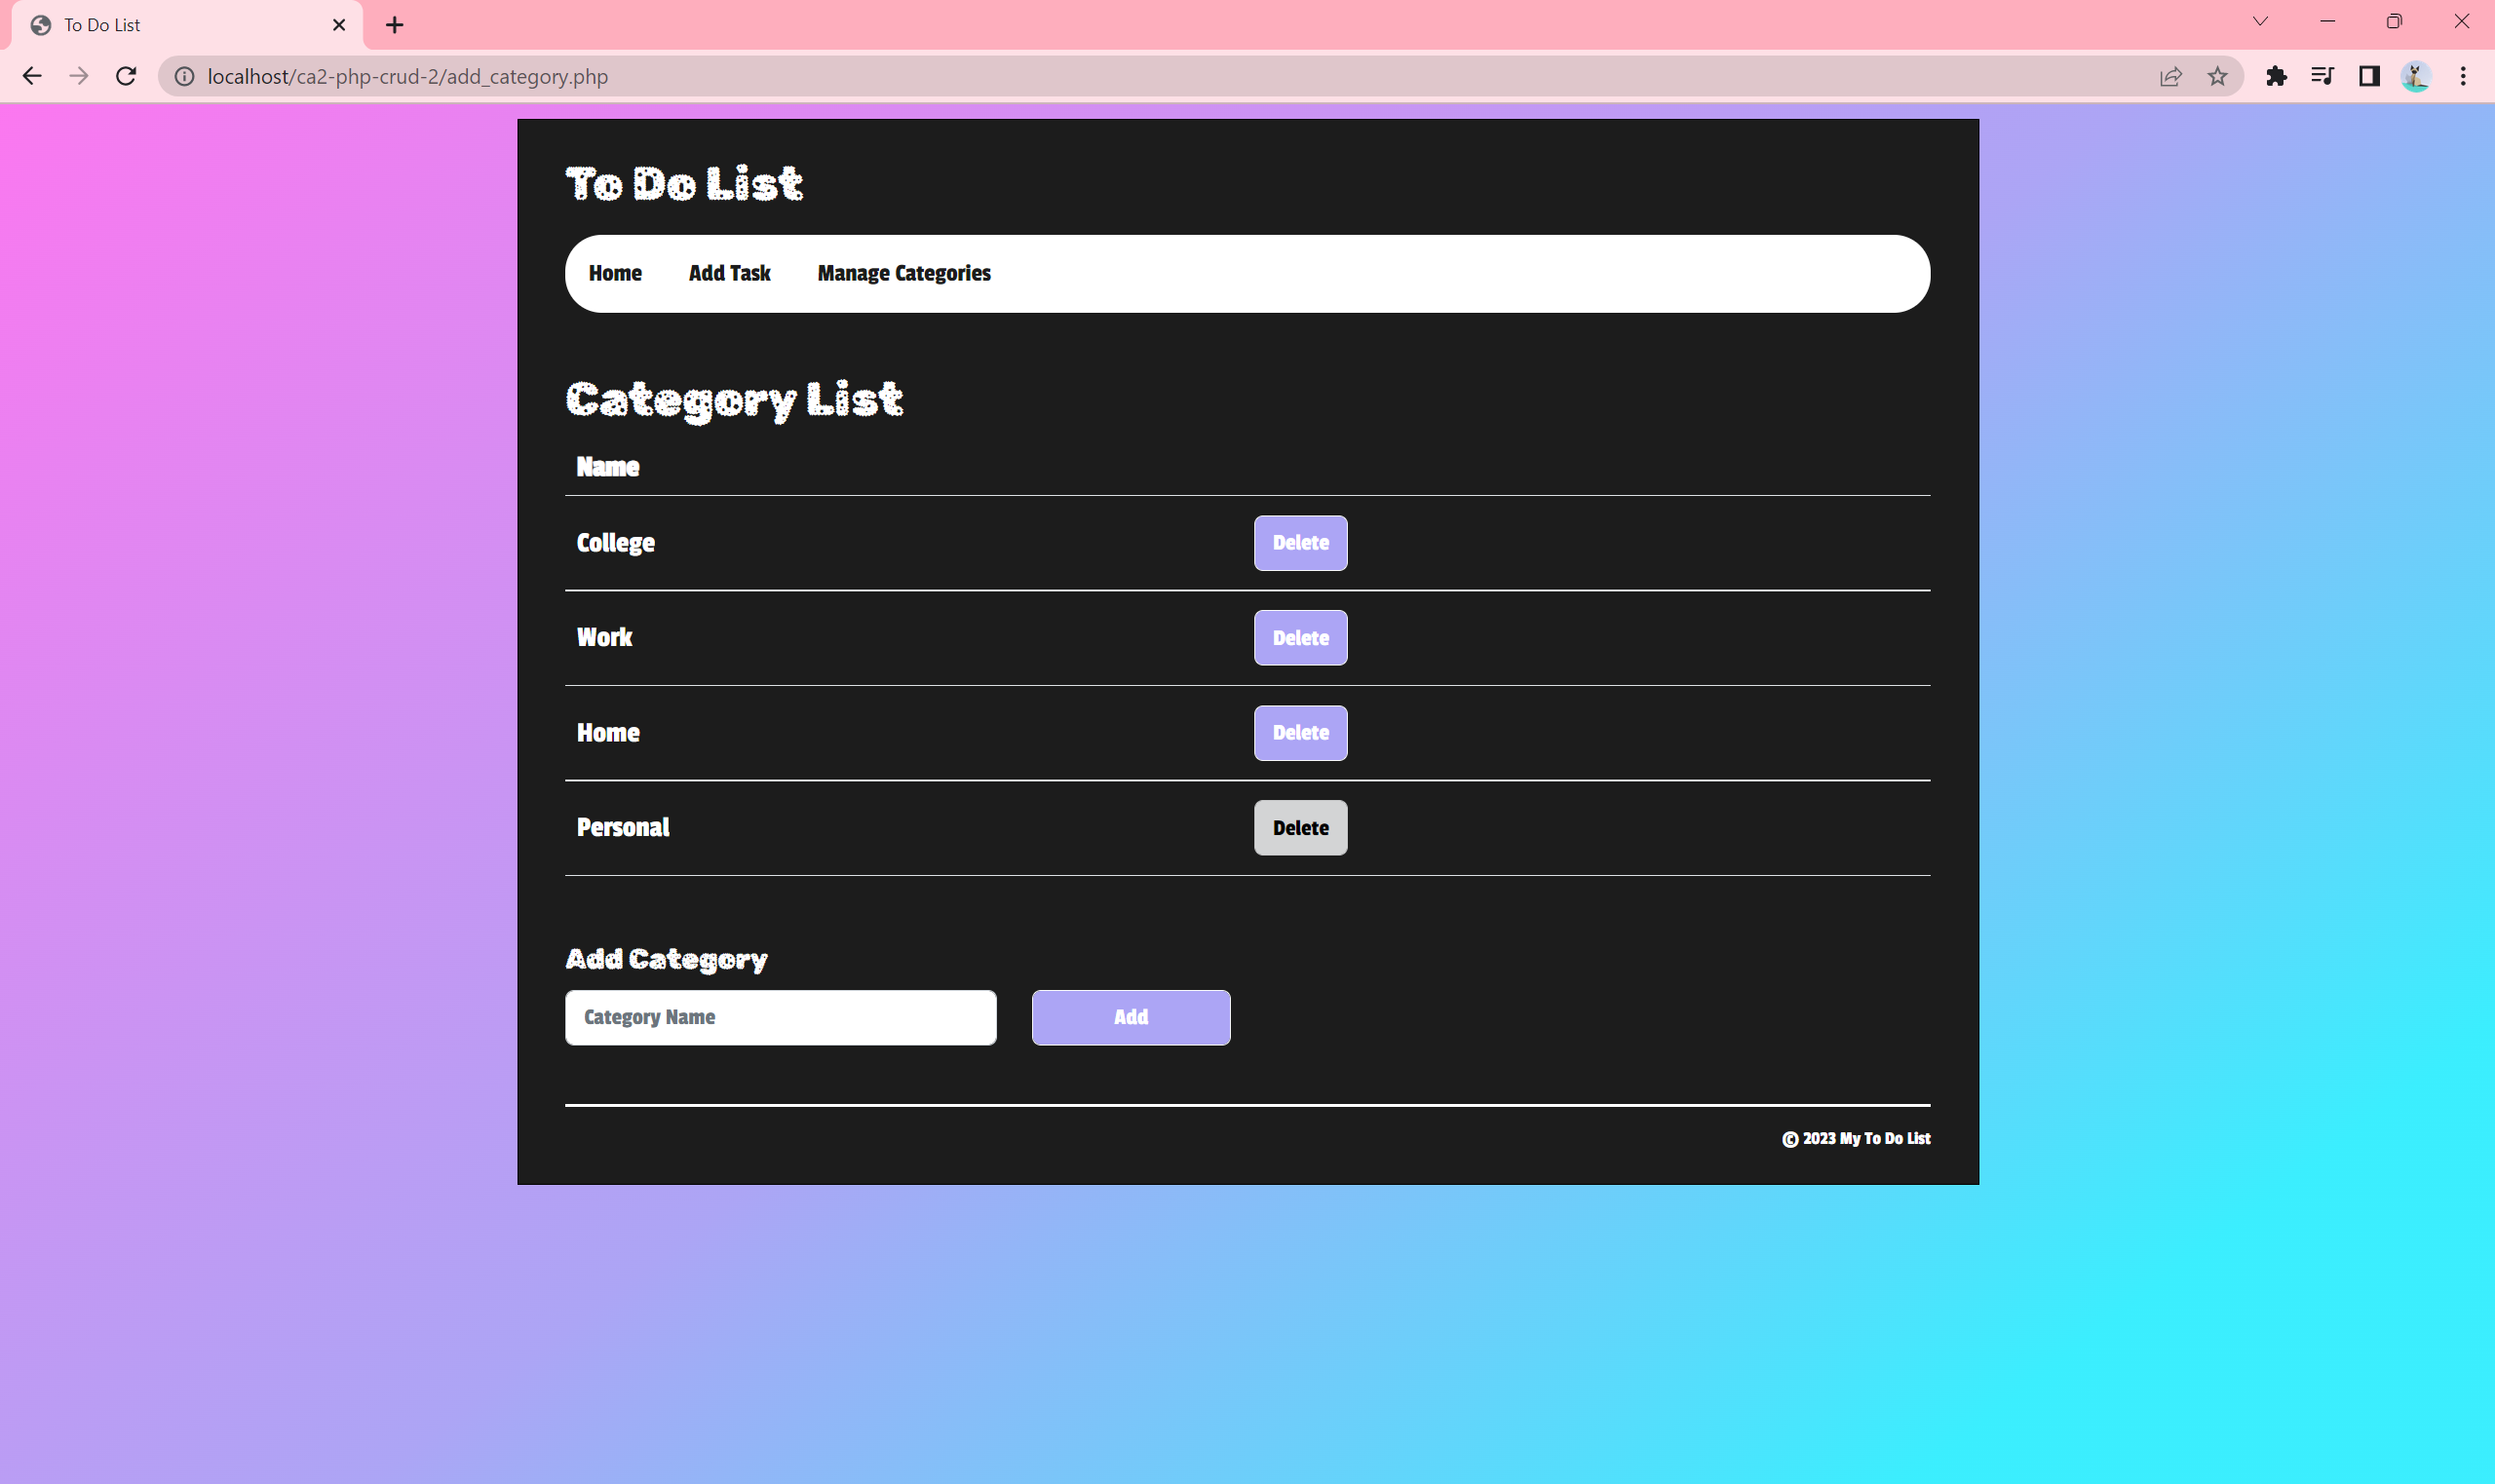 To Do List
localhost/ca2-php-crud-2/add_category.php
To Do List
Home Add Task Manage Categories
Category List
Name
College Delete
Work Delete
Home Delete
Personal Delete
Add Category
Category Name Add
© 2023 My To Do List